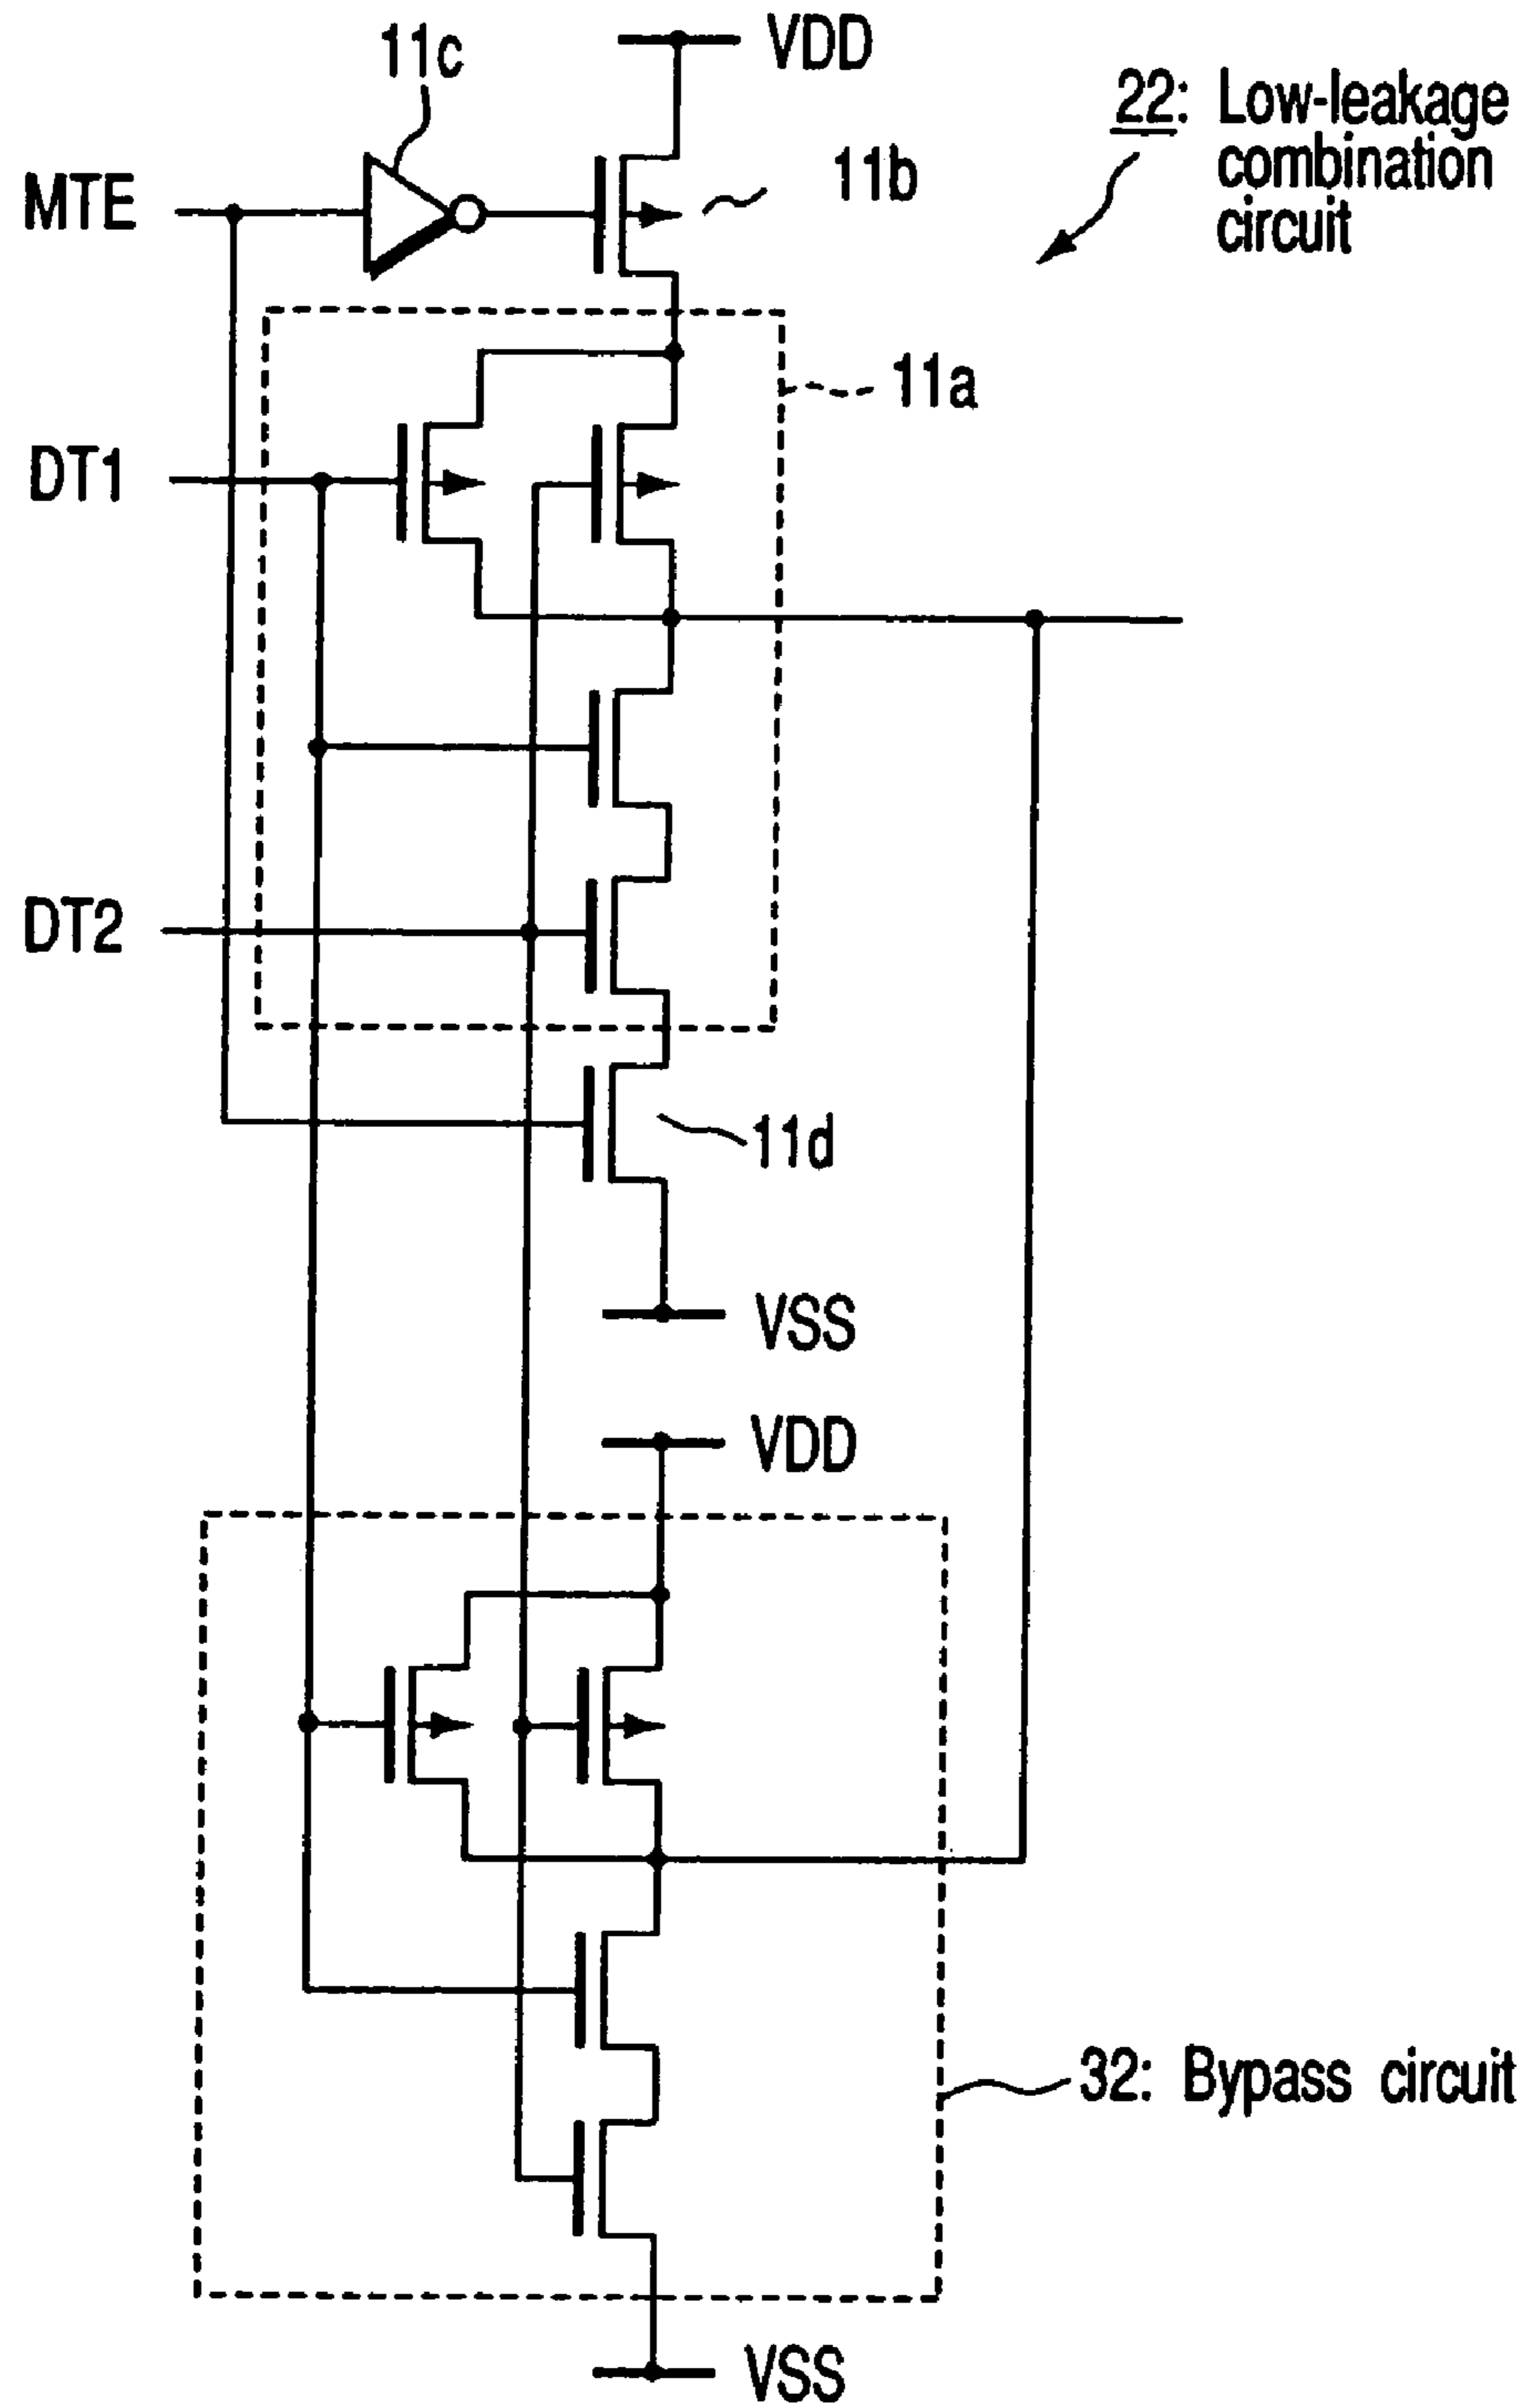 11c
VDD
22: Low-leakage
combination
circuit
MTE
11b
11a
DT1
DT2
11d
VSS
VDD
32: Bypass circuit
VSS